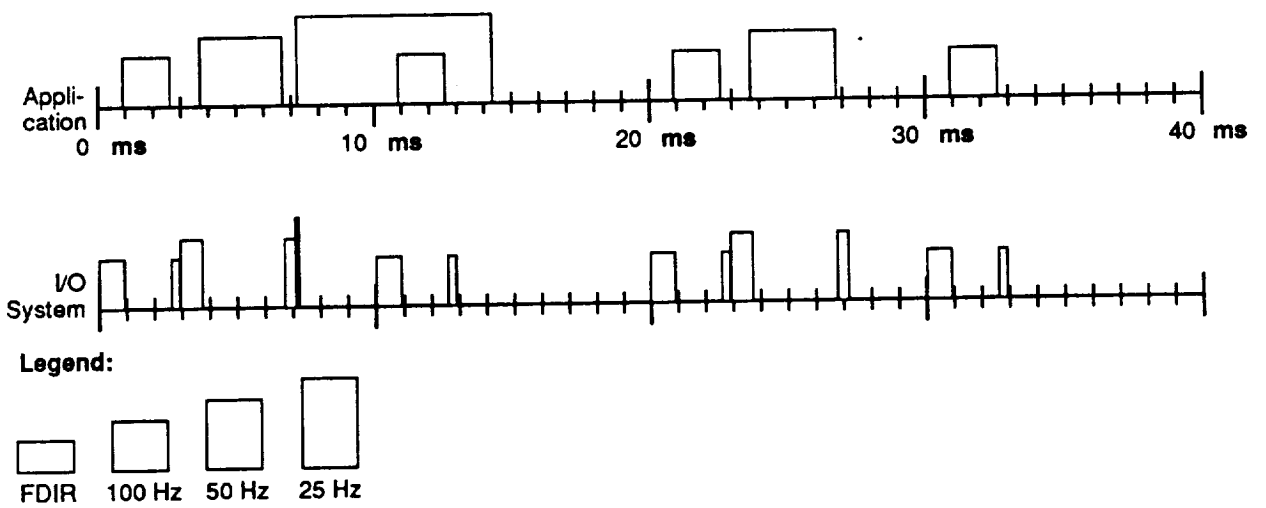 Appli-
cation
0 ms
10 ms
20 ms
30 ms
40 ms
I/O
System
Legend:
FDIR
100 Hz
50 Hz
25 Hz